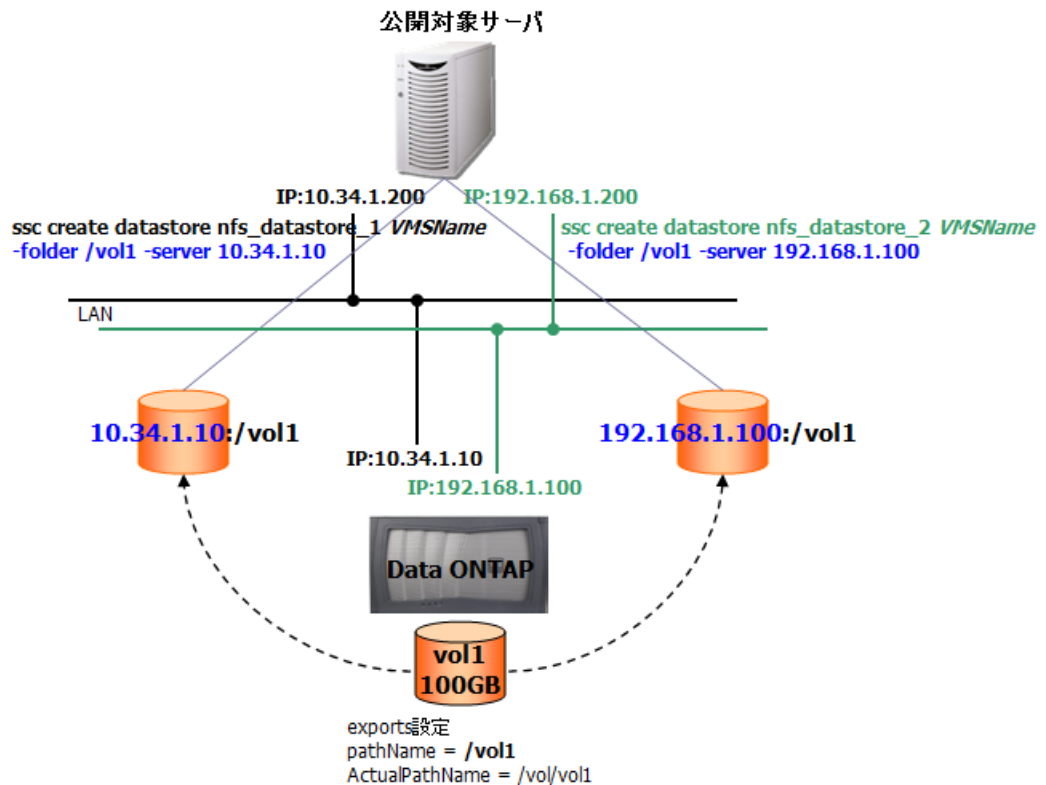 公開対象サーバ
IP:10.34.1.200
IP:192.168.1.200
ssc create datastore nfs_datastore_1 VMSName
-folder /vol1 -server 10.34.1.10
ssc create datastore nfs_datastore_2 VMSName
-folder /vol1 -server 192.168.1.100
LAN
10.34.1.10:/vol1
192.168.1.100:/vol1
IP:10.34.1.10
IP:192.168.1.100
Data ONTAP
vol1
100GB
exports設定
pathName = /vol1
ActualPathName = /vol/vol1